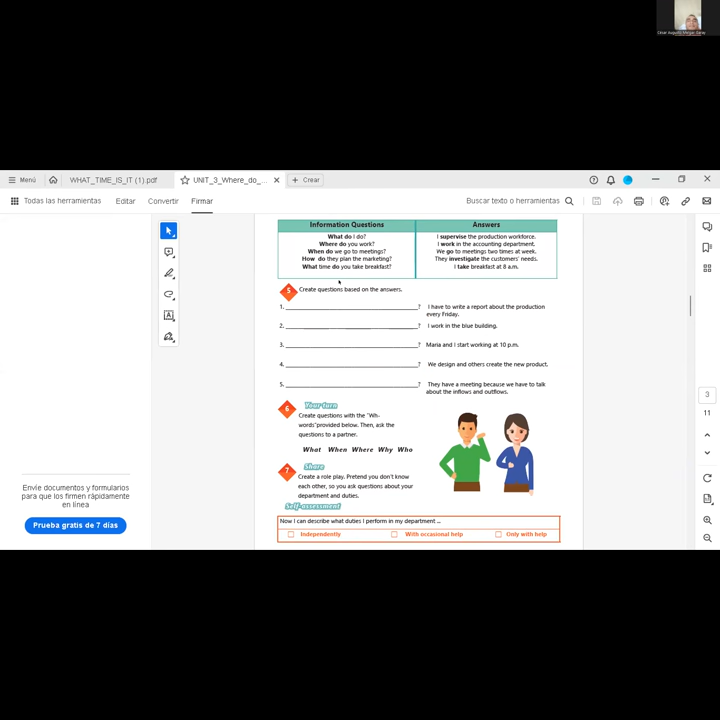 César Augusto Melgar Garay
Menú
WHAT_TIME_IS_IT (1).pdf
UNIT_3_Where_do_...
Crear
Todas las herramientas
Editar
Convertir
Firmar
Buscar texto o herramientas
Information Questions
Answers
What do I do?
Where do you work?
When do we go to meetings?
How do they plan the marketing?
What time do you take breakfast?
I supervise the production workforce.
I work in the accounting department.
We go to meetings two times at week.
They investigate the customers' needs.
I take breakfast at 8 a.m.
5 Create questions based on the answers.
1. ______________________________? I have to write a report about the production
every Friday.
2. ______________________________? I work in the blue building.
3. ______________________________? Maria and I start working at 10 p.m.
4. ______________________________? We design and others create the new product.
5. ______________________________? They have a meeting because we have to talk
about the inflows and outflows.
6 Your turn
Create questions with the "Wh-
words"provided below. Then, ask the
questions to a partner.
What When Where Why Who
7 Share
Create a role play. Pretend you don't know
each other, so you ask questions about your
department and duties.
Self-assessment
Now I can describe what duties I perform in my department ...
Independently
With occasional help
Only with help
Envíe documentos y formularios
para que los firmen rápidamente
en línea
Prueba gratis de 7 días
3
11